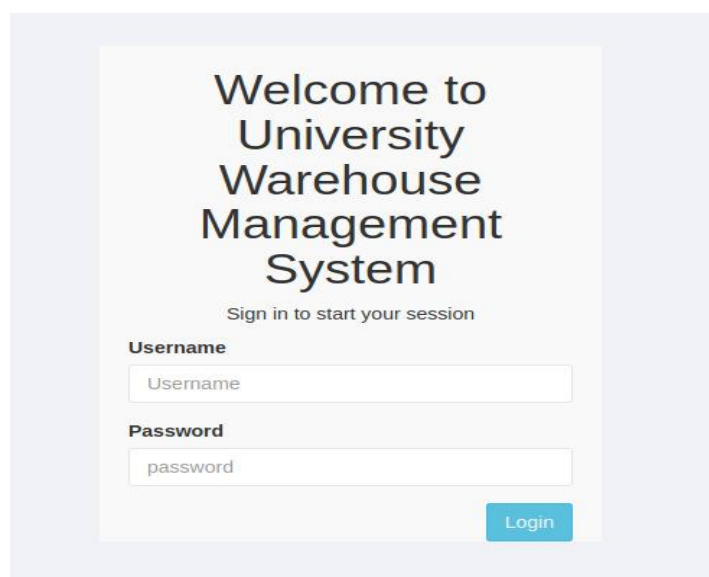 Welcome to
University
Warehouse
Management
System
Sign in to start your session
Username
Username
Password
password
Login